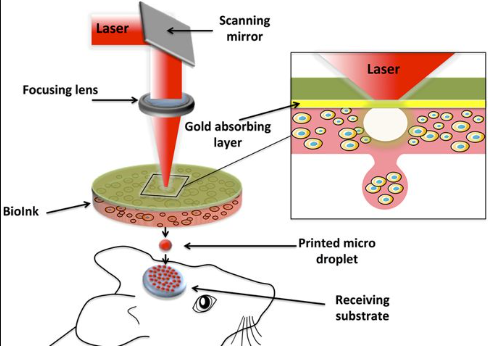 Laser
Scanning
mirror
Focusing lens
Gold absorbing
layer
Laser
BioInk
Printed micro
droplet
Receiving
substrate